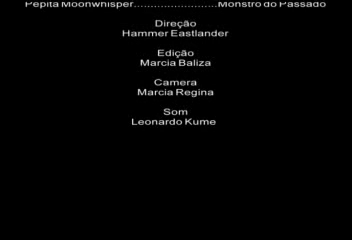 Pepita Moonwhisper........................Monstro do Passado
Direção
Hammer Eastlander
Edição
Marcia Baliza
Camera
Marcia Regina
Som
Leonardo Kume